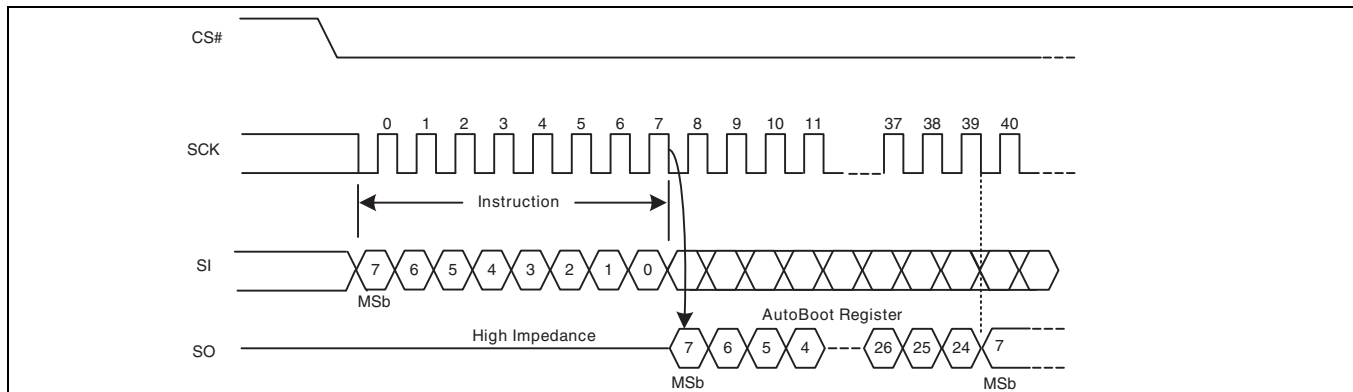 CS#
0 1 2 3 4 5 6 7 8 9 10 11 37 38 39 40
SCK
Instruction
SI
7 6 5 4 3 2 1 0
MSb
AutoBoot Register
High Impedance
SO
7 6 5 4 26 25 24 7
MSb MSb